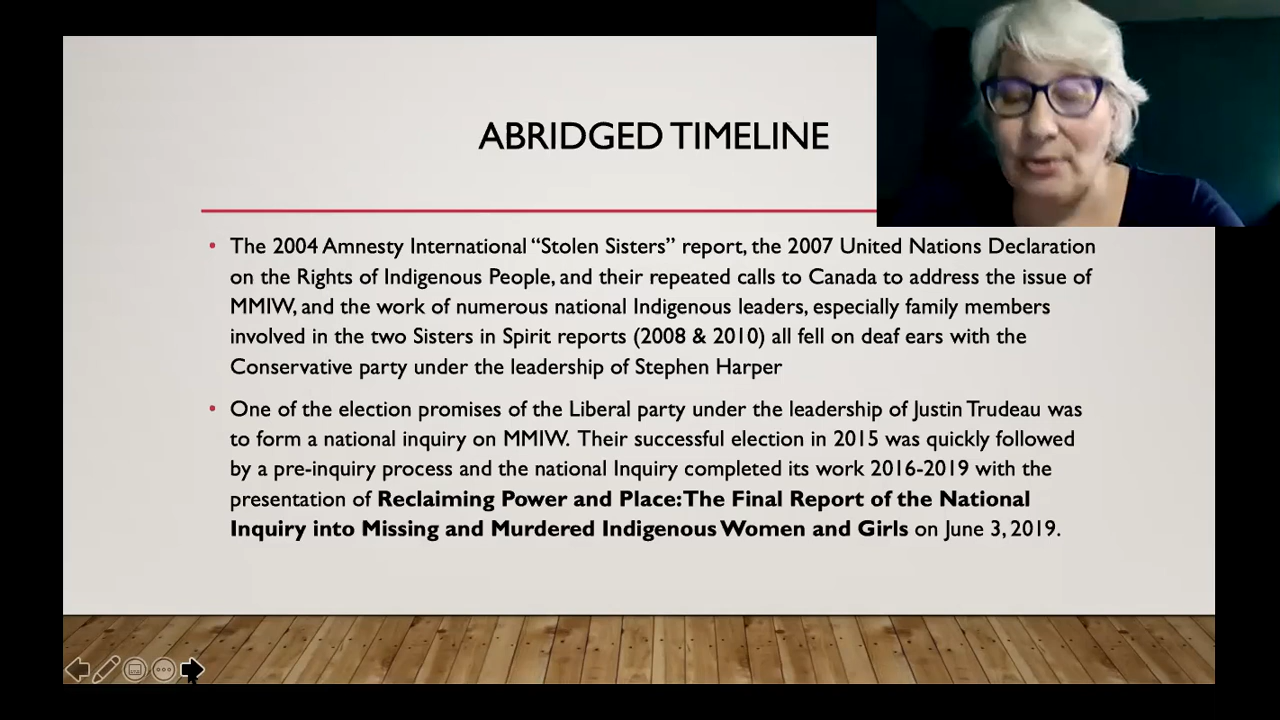 ABRIDGED TIMELINE
• The 2004 Amnesty International “Stolen Sisters” report, the 2007 United Nations Declaration
on the Rights of Indigenous People, and their repeated calls to Canada to address the issue of
MMIW, and the work of numerous national Indigenous leaders, especially family members
involved in the two Sisters in Spirit reports (2008 & 2010) all fell on deaf ears with the
Conservative party under the leadership of Stephen Harper
• One of the election promises of the Liberal party under the leadership of Justin Trudeau was
to form a national inquiry on MMIW. Their successful election in 2015 was quickly followed
by a pre-inquiry process and the national Inquiry completed its work 2016-2019 with the
presentation of Reclaiming Power and Place: The Final Report of the National
Inquiry into Missing and Murdered Indigenous Women and Girls on June 3, 2019.